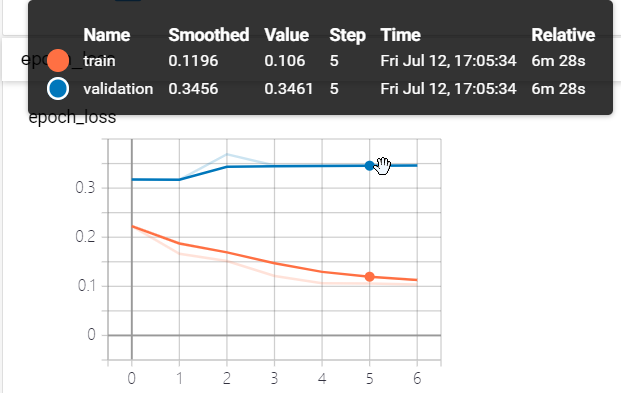 Name Smoothed Value Step Time Relative
train 0.1196 0.106 5 Fri Jul 12, 17:05:34 6m 28s
validation 0.3456 0.3461 5 Fri Jul 12, 17:05:34 6m 28s
epoch_loss
epoch_loss
0.3
0.2
0.1
0
0 1 2 3 4 5 6